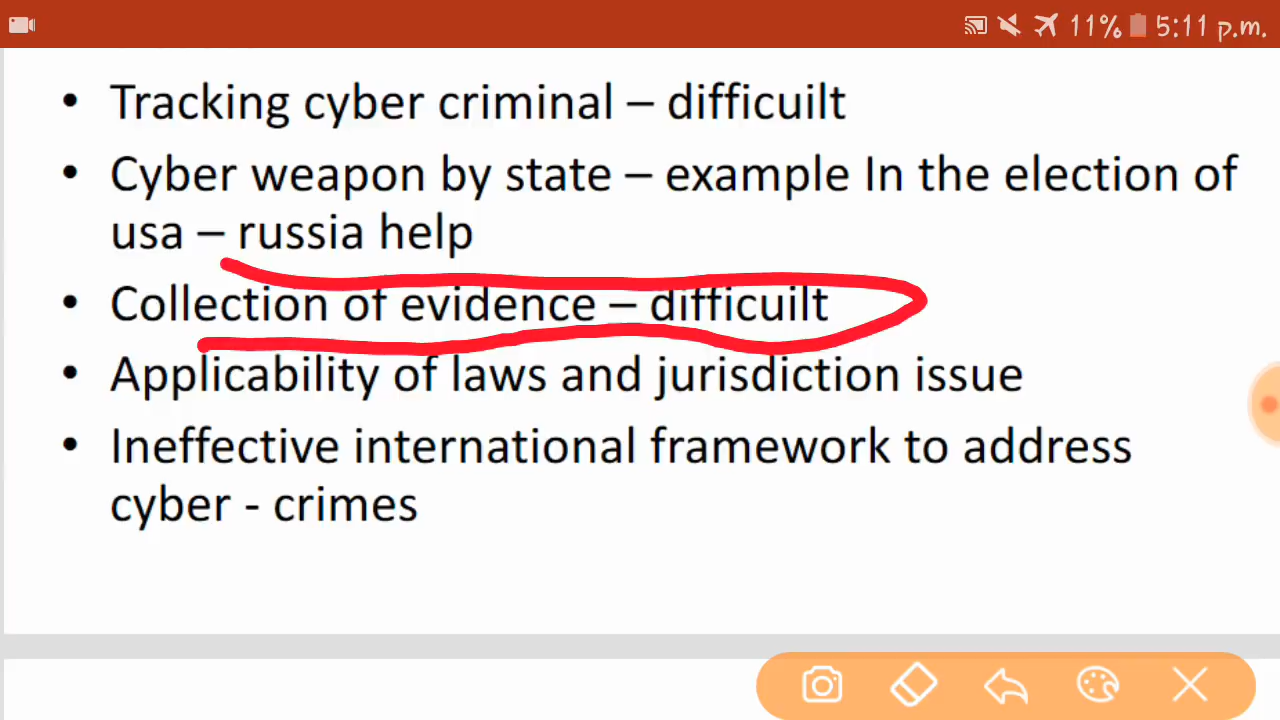 11% 5:11 p.m.
• Tracking cyber criminal – difficuilt
• Cyber weapon by state – example In the election of
usa – russia help
• Collection of evidence – difficuilt
• Applicability of laws and jurisdiction issue
• Ineffective international framework to address
cyber - crimes